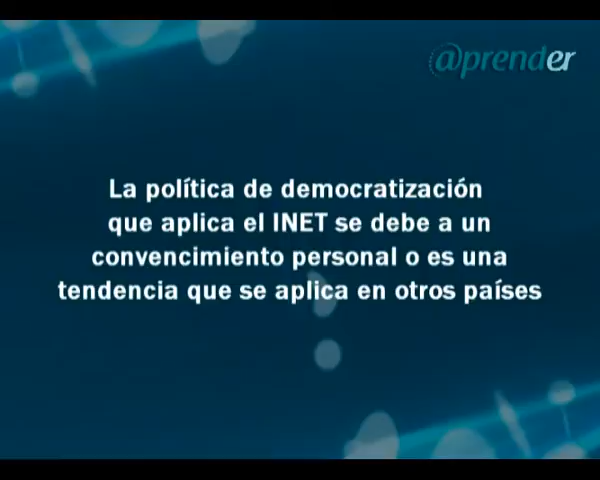 @prender
La política de democratización
que aplica el INET se debe a un
convencimiento personal o es una
tendencia que se aplica en otros países